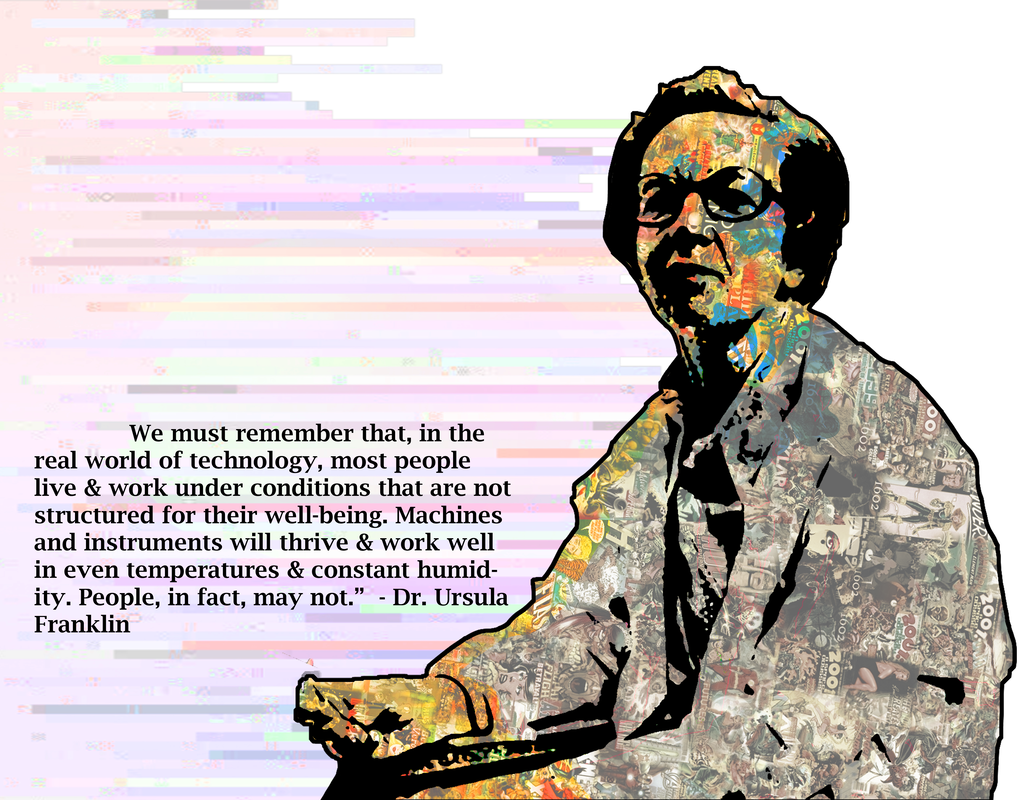 We must remember that, in the
real world of technology, most people
live & work under conditions that are not
structured for their well-being. Machines
and instruments will thrive & work well
in even temperatures & constant humid-
ity. People, in fact, may not.” - Dr. Ursula
Franklin